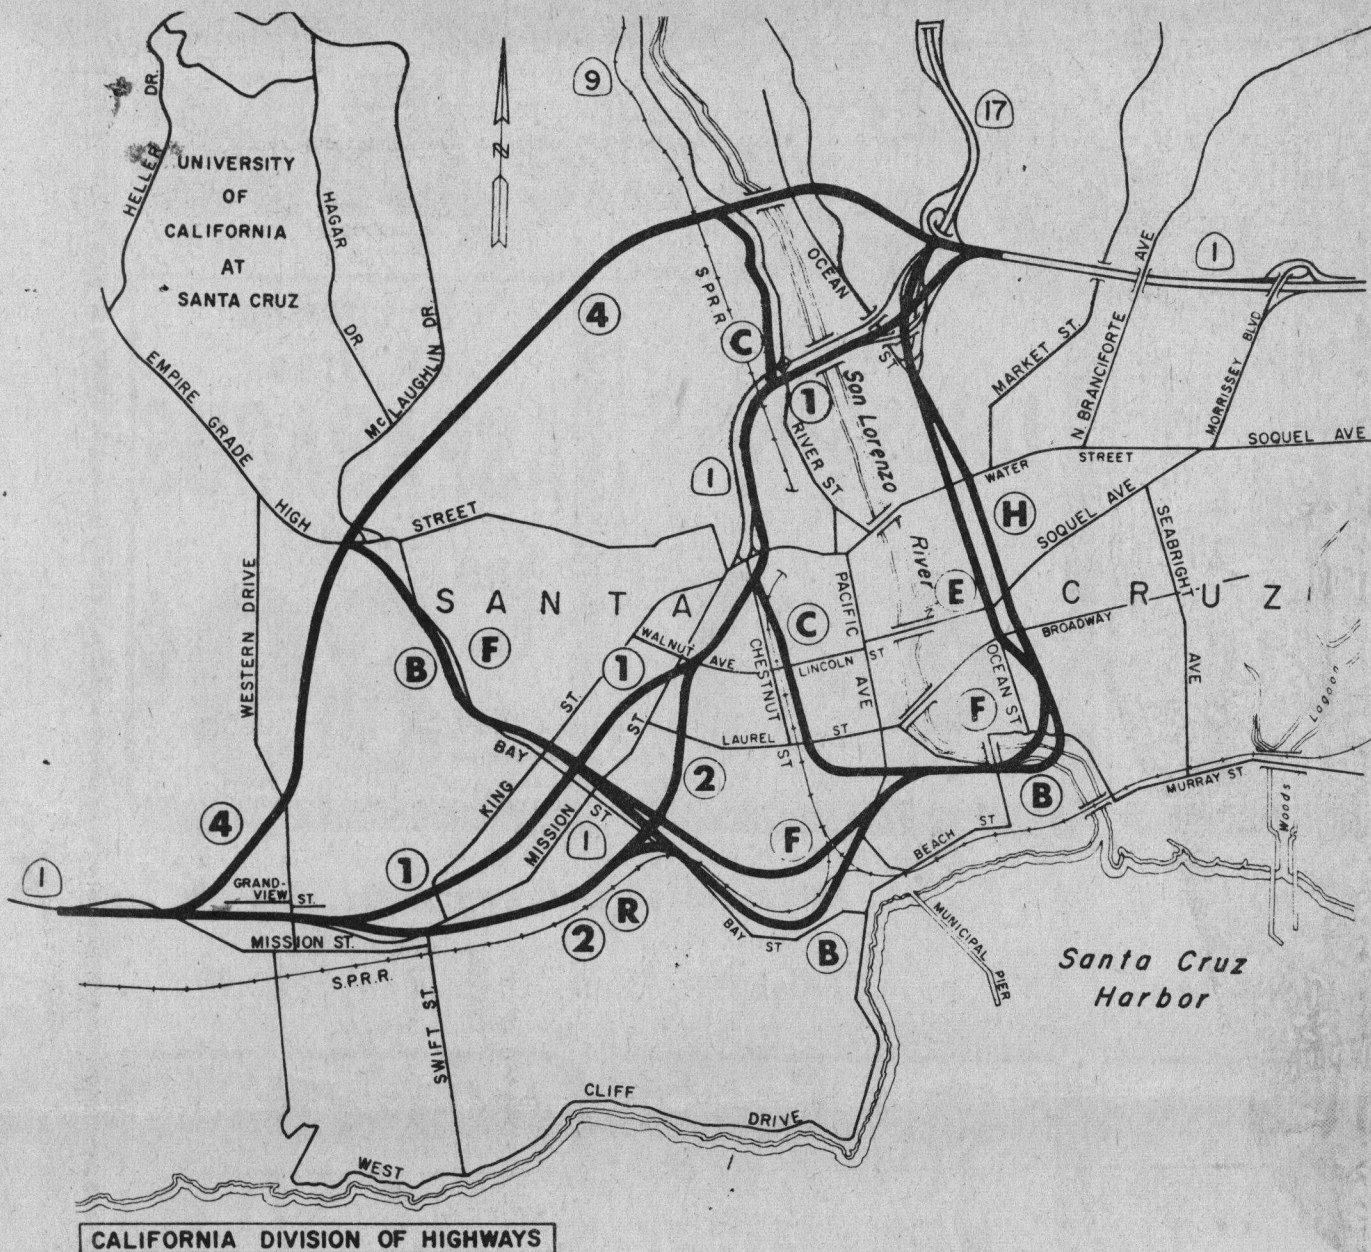 9
17
HELLER DR.
UNIVERSITY
OF
CALIFORNIA
AT
SANTA CRUZ
HAGAR
DR
McLAUGHLIN DR.
EMPIRE GRADE
HIGH
STREET
WESTERN DRIVE
4
S.P.R.R
C
OCEAN
ST
1
San Lorenzo
River
RIVER ST
1
1
MARKET ST.
N. BRANCIFORTE AVE
1
MORRISSEY BLVD
SOQUEL AVE
WATER
STREET
H
SOQUEL AVE
SEABRIGHT
AVE
SANTA
CRUZ
E
BROADWAY
B
F
WALNUT AVE
LINCOLN ST
C
PACIFIC
AVE
CHESTNUT
ST
OCEAN ST
F
LAUREL
ST
BAY
ST
KING
ST.
MISSION
ST
2
1
4
1
1
GRAND-
VIEW ST.
MISSION ST.
S.P.R.R.
SWIFT ST.
2
R
F
B
BAY
ST
B
BEACH
ST
MURRAY ST.
Woods
Lagoon
MUNICIPAL PIER
Santa Cruz
Harbor
WEST
CLIFF
DRIVE
CALIFORNIA DIVISION OF HIGHWAYS